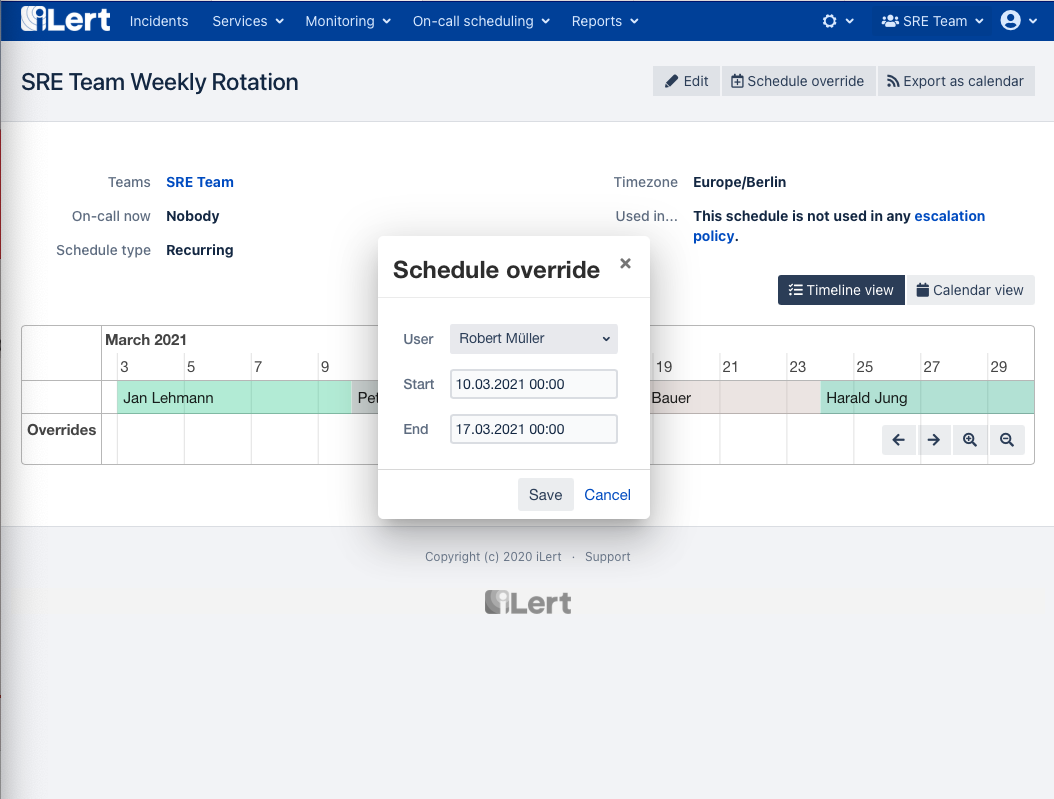 iLert Incidents Services Monitoring On-call scheduling Reports SRE Team
SRE Team Weekly Rotation
Edit Schedule override Export as calendar
Teams SRE Team Timezone Europe/Berlin
On-call now Nobody Used in... This schedule is not used in any escalation
policy.
Schedule type Recurring
Schedule override ×
Timeline view Calendar view
User Robert Müller
Start 10.03.2021 00:00
End 17.03.2021 00:00
Save Cancel
March 2021
3 5 7 9 19 21 23 25 27 29
Jan Lehmann Pet Bauer Harald Jung
Overrides
Copyright (c) 2020 iLert · Support
iLert